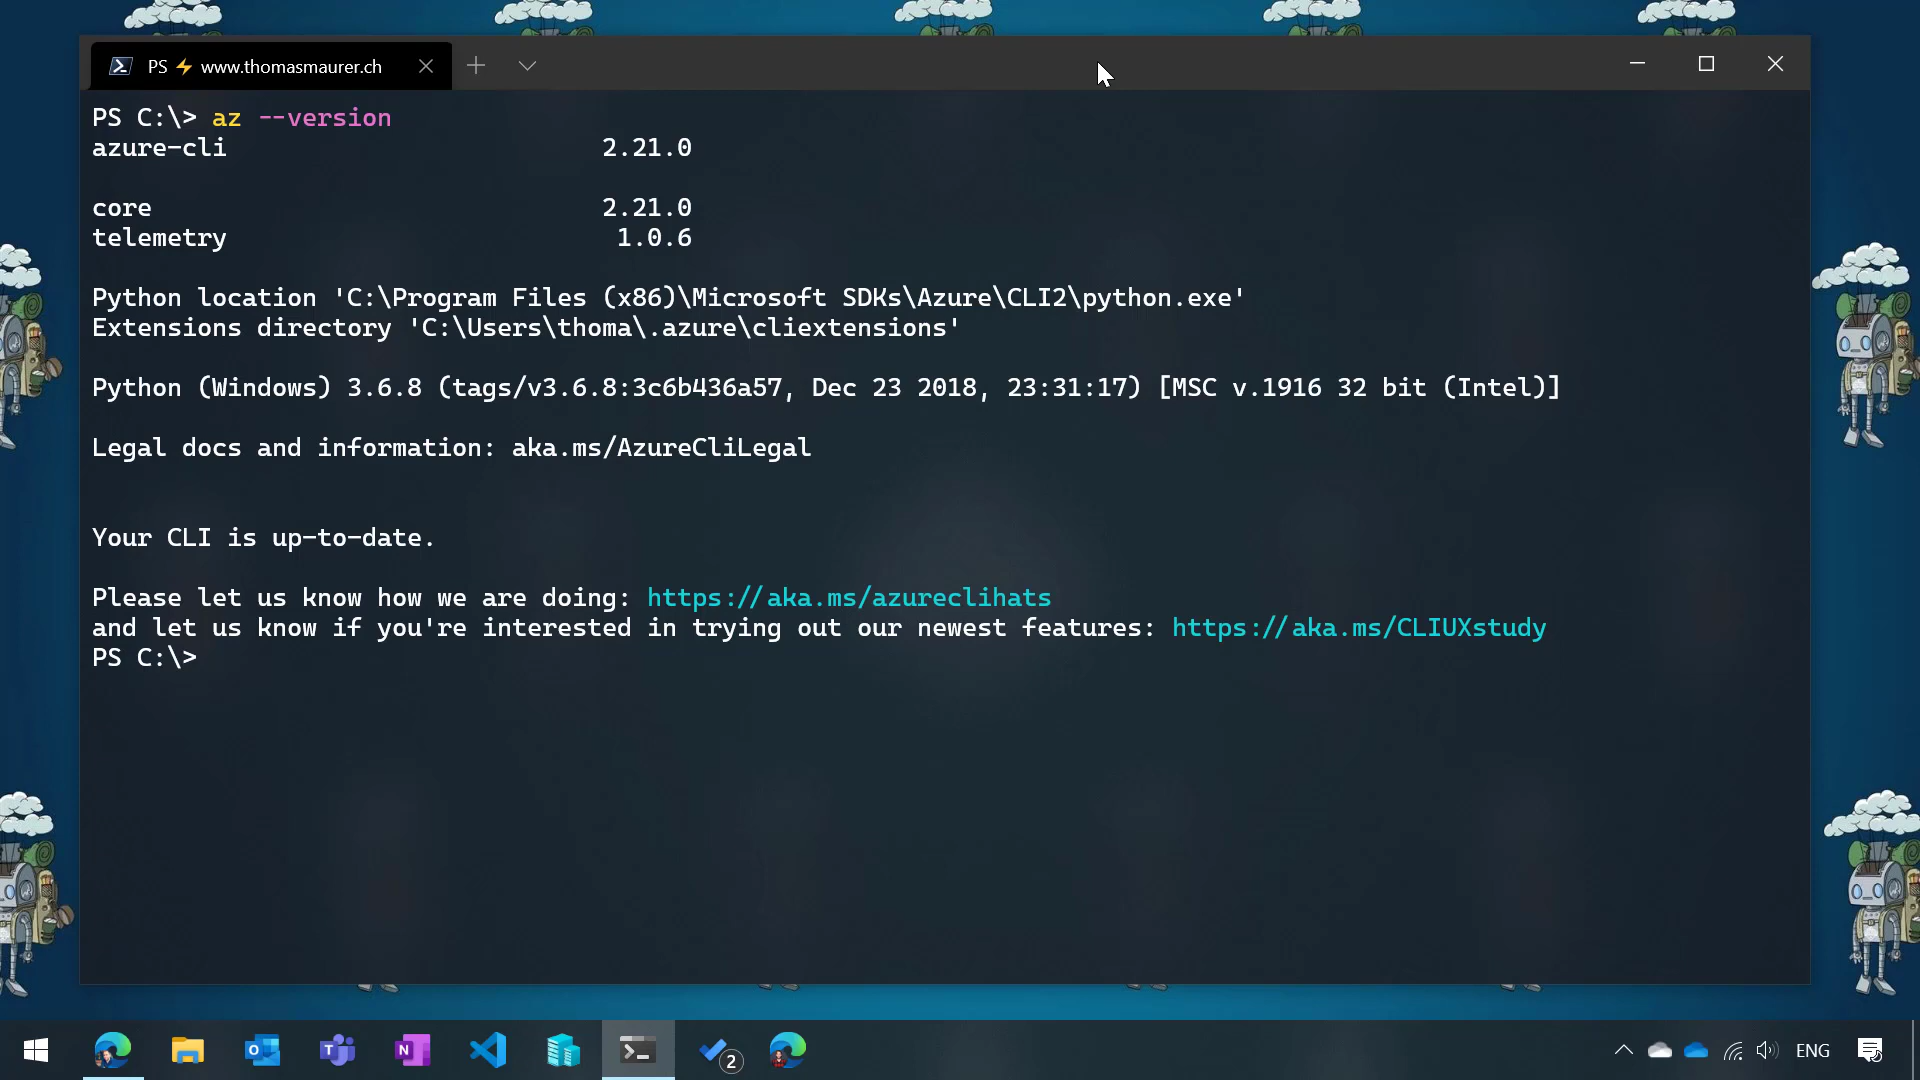 PS ⚡ www.thomasmaurer.ch
PS C:\> az --version
azure-cli 2.21.0
core 2.21.0
telemetry 1.0.6
Python location 'C:\Program Files (x86)\Microsoft SDKs\Azure\CLI2\python.exe'
Extensions directory 'C:\Users\thoma\.azure\cliextensions'
Python (Windows) 3.6.8 (tags/v3.6.8:3c6b436a57, Dec 23 2018, 23:31:17) [MSC v.1916 32 bit (Intel)]
Legal docs and information: aka.ms/AzureCliLegal
Your CLI is up-to-date.
Please let us know how we are doing: https://aka.ms/azureclihats
and let us know if you're interested in trying out our newest features: https://aka.ms/CLIUXstudy
PS C:\>
2
ENG